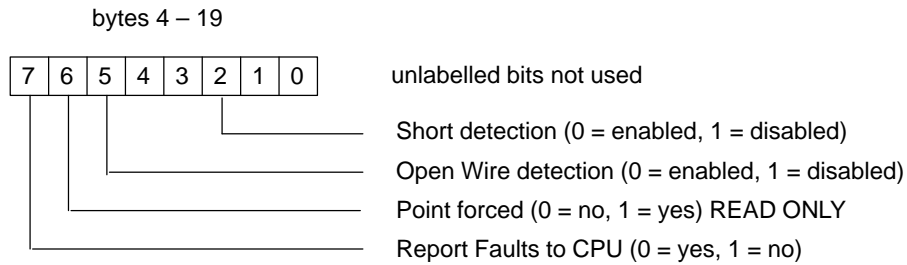 bytes 4 – 19
7 6 5 4 3 2 1 0 unlabelled bits not used
Short detection (0 = enabled, 1 = disabled)
Open Wire detection (0 = enabled, 1 = disabled)
Point forced (0 = no, 1 = yes) READ ONLY
Report Faults to CPU (0 = yes, 1 = no)